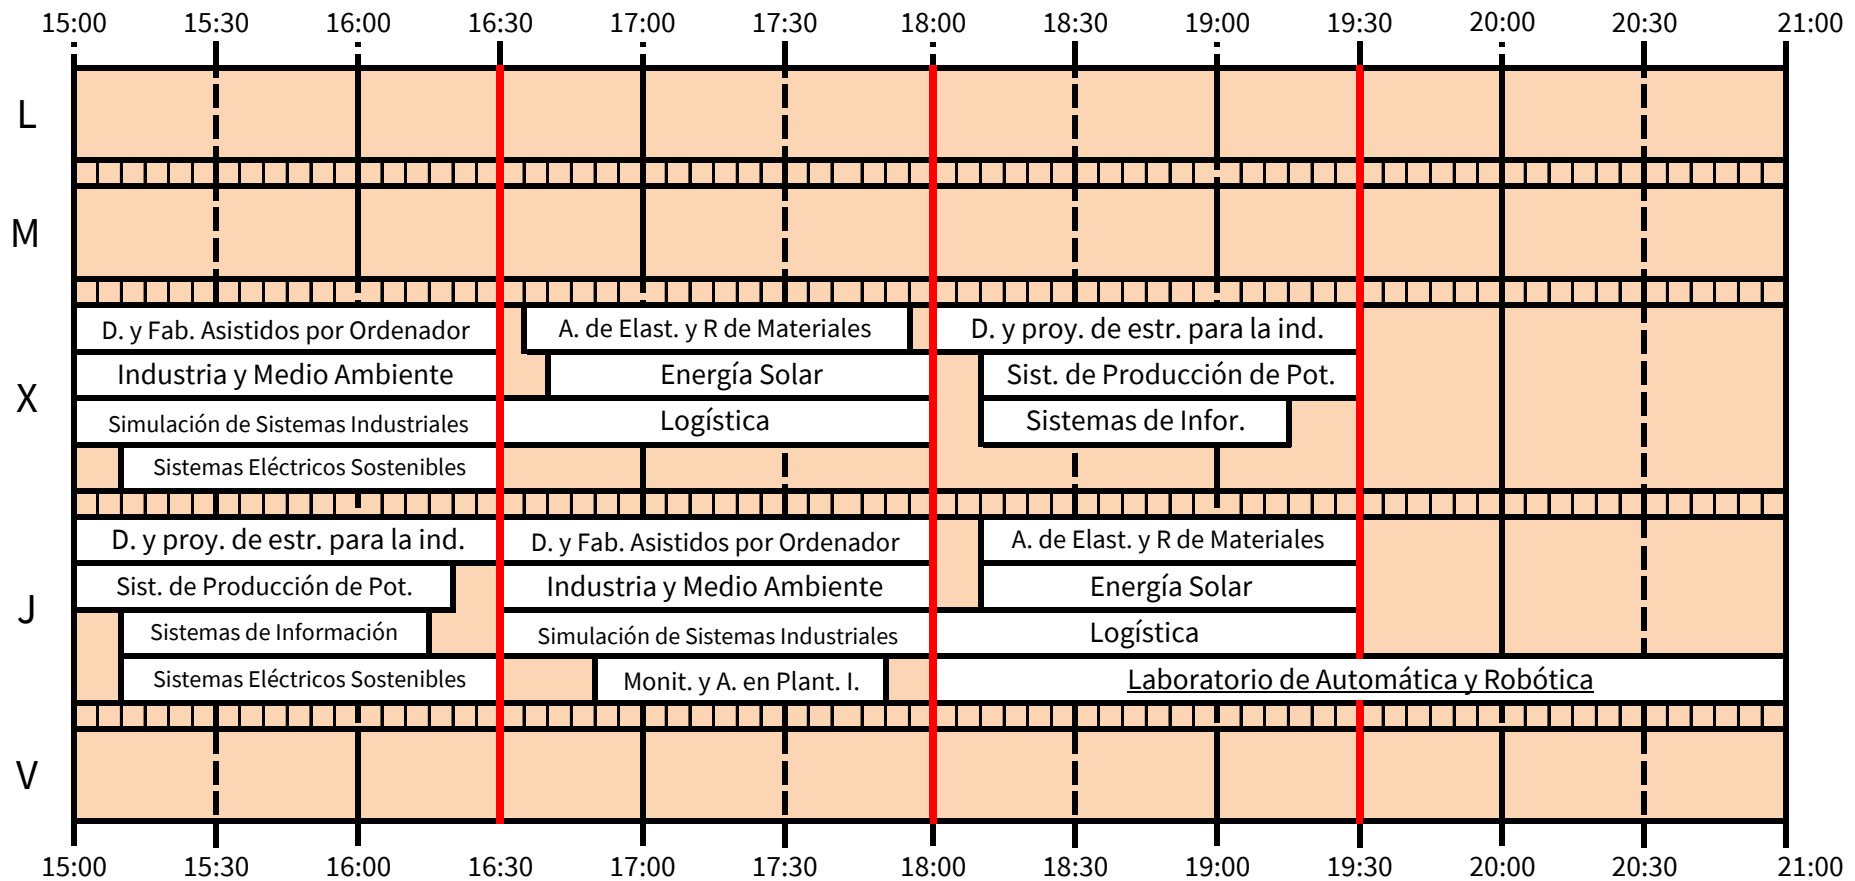 15:00 15:30 16:00 16:30 17:00 17:30 18:00 18:30 19:00 19:30 20:00 20:30 21:00
L
M
X
D. y Fab. Asistidos por Ordenador A. de Elast. y R de Materiales D. y proy. de estr. para la ind.
Industria y Medio Ambiente Energía Solar Sist. de Producción de Pot.
Simulación de Sistemas Industriales Logística Sistemas de Infor.
Sistemas Eléctricos Sostenibles
J
D. y proy. de estr. para la ind. D. y Fab. Asistidos por Ordenador A. de Elast. y R de Materiales
Sist. de Producción de Pot. Industria y Medio Ambiente Energía Solar
Sistemas de Información Simulación de Sistemas Industriales Logística
Sistemas Eléctricos Sostenibles Monit. y A. en Plant. I. Laboratorio de Automática y Robótica
V
15:00 15:30 16:00 16:30 17:00 17:30 18:00 18:30 19:00 19:30 20:00 20:30 21:00